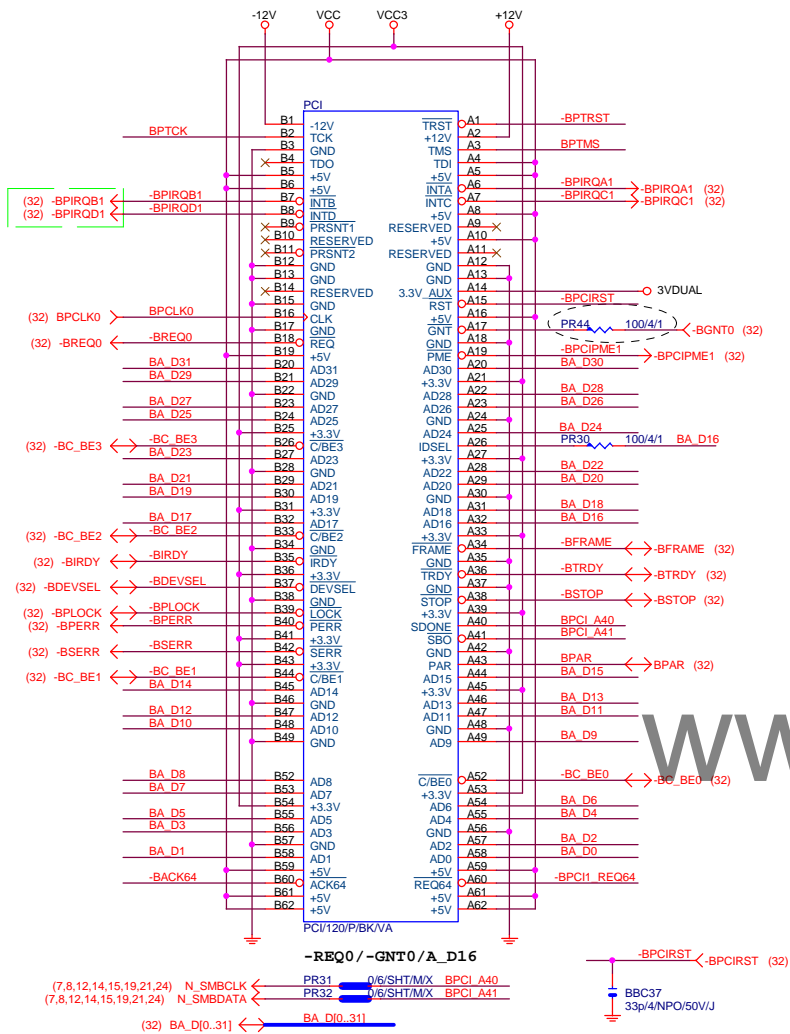 -12V VCC VCC3 +12V
PCI
B1 -12V TRST A1 -BPTRST
BPTCK B2 TCK +12V A2
B3 GND TMS A3 BPTMS
B4 TDO TDI A4
B5 +5V +5V A5
B6 +5V INTA A6 -BPIRQA1 -BPIRQA1 (32)
(32) -BPIRQB1 -BPIRQB1 B7 INTB INTC A7 -BPIRQC1 -BPIRQC1 (32)
(32) -BPIRQD1 -BPIRQD1 B8 INTD +5V A8
B9 PRSNT1 RESERVED A9
B10 RESERVED +5V A10
B11 PRSNT2 RESERVED A11
B12 GND GND A12
B13 GND GND A13
B14 RESERVED 3.3V_AUX A14 3VDUAL
B15 GND RST A15 -BPCIRST
(32) BPCLK0 BPCLK0 B16 CLK +5V A16
B17 GND GNT A17 PR44 100/4/1 -BGNT0 (32)
(32) -BREQ0 -BREQ0 B18 REQ GND A18
B19 +5V PME A19 -BPCIPME1 -BPCIPME1 (32)
BA_D31 B20 AD31 AD30 A20 BA_D30
BA_D29 B21 AD29 +3.3V A21
B22 GND AD28 A22 BA_D28
BA_D27 B23 AD27 AD26 A23 BA_D26
BA_D25 B24 AD25 GND A24
B25 +3.3V AD24 A25 BA_D24
(32) -BC_BE3 -BC_BE3 B26 C/BE3 IDSEL A26 PR30 100/4/1 BA_D16
BA_D23 B27 AD23 +3.3V A27
B28 GND AD22 A28 BA_D22
BA_D21 B29 AD21 AD20 A29 BA_D20
BA_D19 B30 AD19 GND A30
B31 +3.3V AD18 A31 BA_D18
BA_D17 B32 AD17 AD16 A32 BA_D16
(32) -BC_BE2 -BC_BE2 B33 C/BE2 +3.3V A33
B34 GND FRAME A34 -BFRAME -BFRAME (32)
(32) -BIRDY -BIRDY B35 IRDY GND A35
B36 +3.3V TRDY A36 -BTRDY -BTRDY (32)
(32) -BDEVSEL -BDEVSEL B37 DEVSEL GND A37
B38 GND STOP A38 -BSTOP -BSTOP (32)
(32) -BPLOCK -BPLOCK B39 LOCK +3.3V A39
(32) -BPERR -BPERR B40 PERR SDONE A40 BPCI_A40
B41 +3.3V SBO A41 BPCI_A41
(32) -BSERR -BSERR B42 SERR GND A42
B43 +3.3V PAR A43 BPAR BPAR (32)
(32) -BC_BE1 -BC_BE1 B44 C/BE1 AD15 A44 BA_D15
BA_D14 B45 AD14 +3.3V A45
B46 GND AD13 A46 BA_D13
BA_D12 B47 AD12 AD11 A47 BA_D11
BA_D10 B48 AD10 GND A48
B49 GND AD9 A49 BA_D9
ww
BA_D8 B52 AD8 C/BE0 A52 -BC_BE0 -BC_BE0 (32)
BA_D7 B53 AD7 +3.3V A53
B54 +3.3V AD6 A54 BA_D6
BA_D5 B55 AD5 AD4 A55 BA_D4
BA_D3 B56 AD3 GND A56
B57 GND AD2 A57 BA_D2
BA_D1 B58 AD1 AD0 A58 BA_D0
B59 +5V +5V A59
-BACK64 B60 ACK64 REQ64 A60 -BPCI1_REQ64
B61 +5V +5V A61
B62 +5V +5V A62
PCI/120/P/BK/VA
-REQ0/-GNT0/A_D16
(7,8,12,14,15,19,21,24) N_SMBCLK PR31 0/6/SHT/M/X BPCI_A40
(7,8,12,14,15,19,21,24) N_SMBDATA PR32 0/6/SHT/M/X BPCI_A41
(32) BA_D[0..31] BA_D[0..31]
-BPCIRST -BPCIRST (32)
BBC37
33p/4/NPO/50V/J